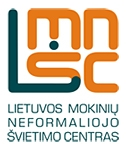 LMNŠC
LIETUVOS MOKINIŲ
NEFORMALIOJO
ŠVIETIMO CENTRAS